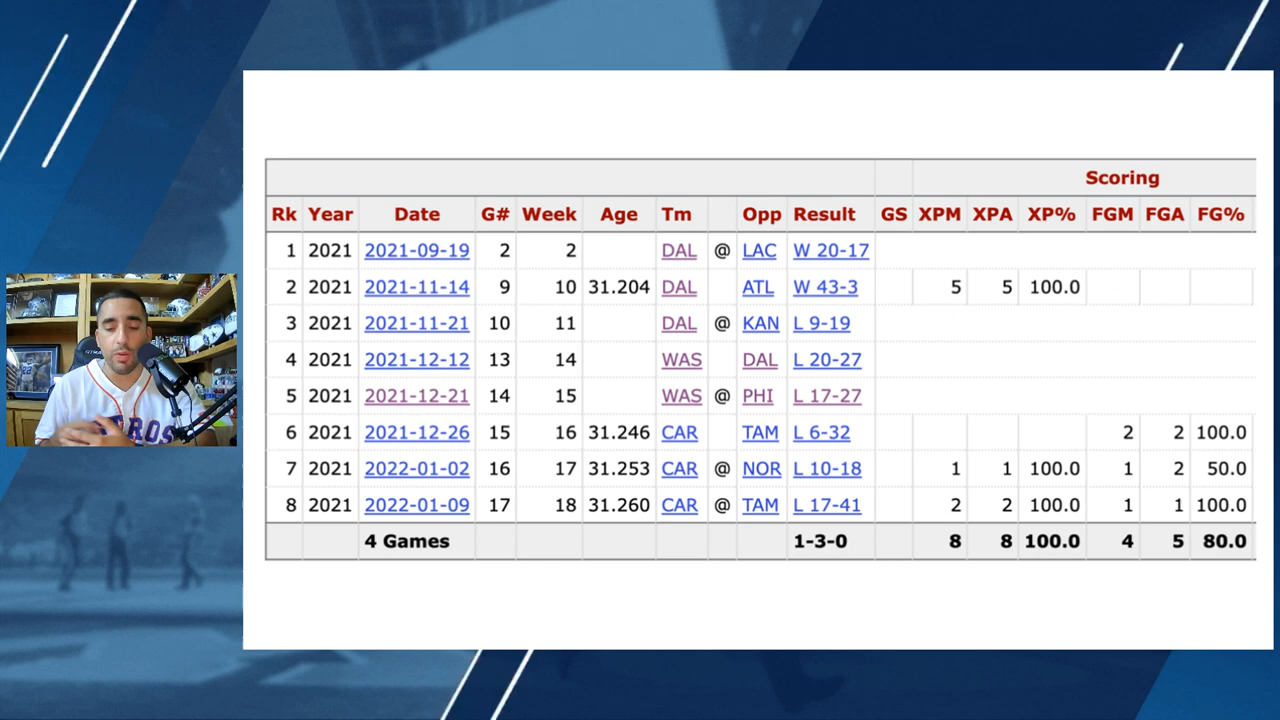 Scoring
Rk Year Date G# Week Age Tm Opp Result GS XPM XPA XP% FGM FGA FG%
1 2021 2021-09-19 2 2 DAL @ LAC W 20-17
2 2021 2021-11-14 9 10 31.204 DAL ATL W 43-3 5 5 100.0
3 2021 2021-11-21 10 11 DAL @ KAN L 9-19
4 2021 2021-12-12 13 14 WAS DAL L 20-27
5 2021 2021-12-21 14 15 WAS @ PHI L 17-27
6 2021 2021-12-26 15 16 31.246 CAR TAM L 6-32 2 2 100.0
7 2021 2022-01-02 16 17 31.253 CAR @ NOR L 10-18 1 1 100.0 1 2 50.0
8 2021 2022-01-09 17 18 31.260 CAR @ TAM L 17-41 2 2 100.0 1 1 100.0
4 Games 1-3-0 8 8 100.0 4 5 80.0
22
ROS